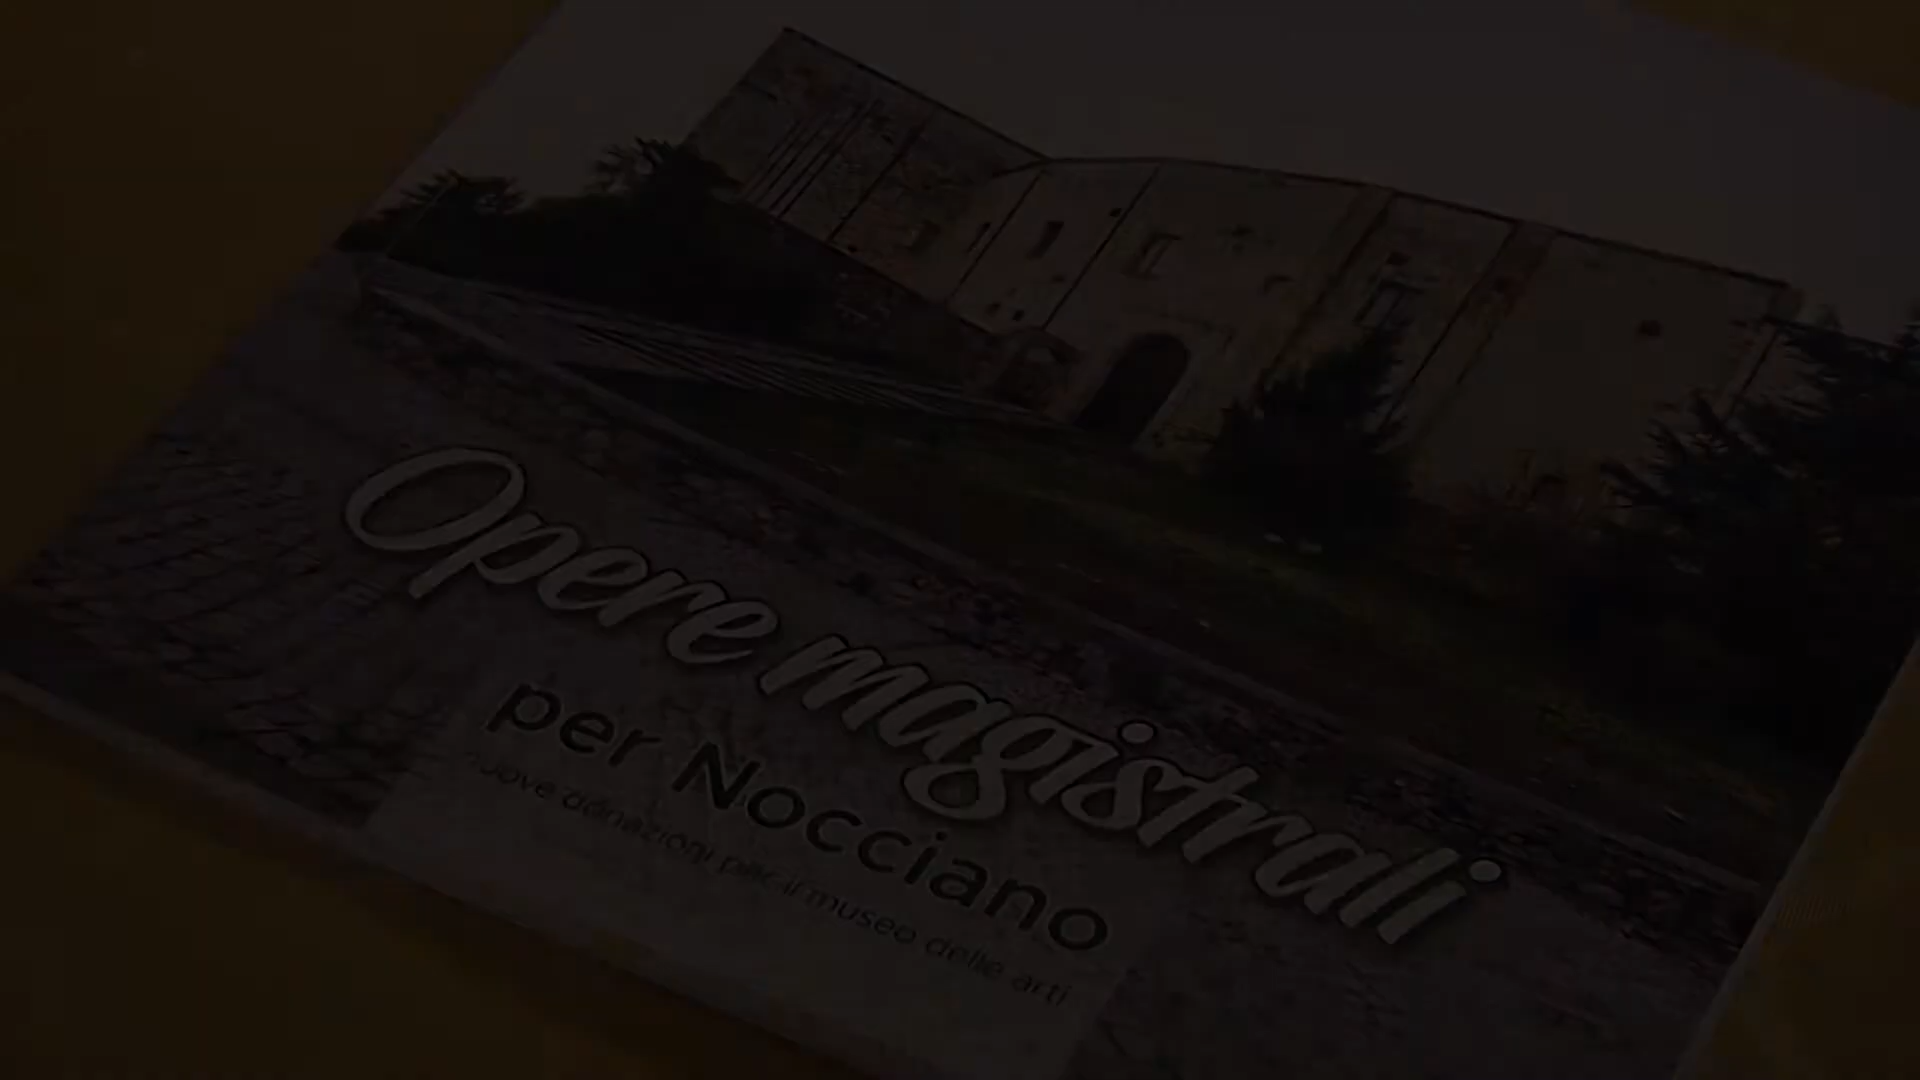 Opere magistrali
per Nocciano
nuove donazioni per il museo delle arti